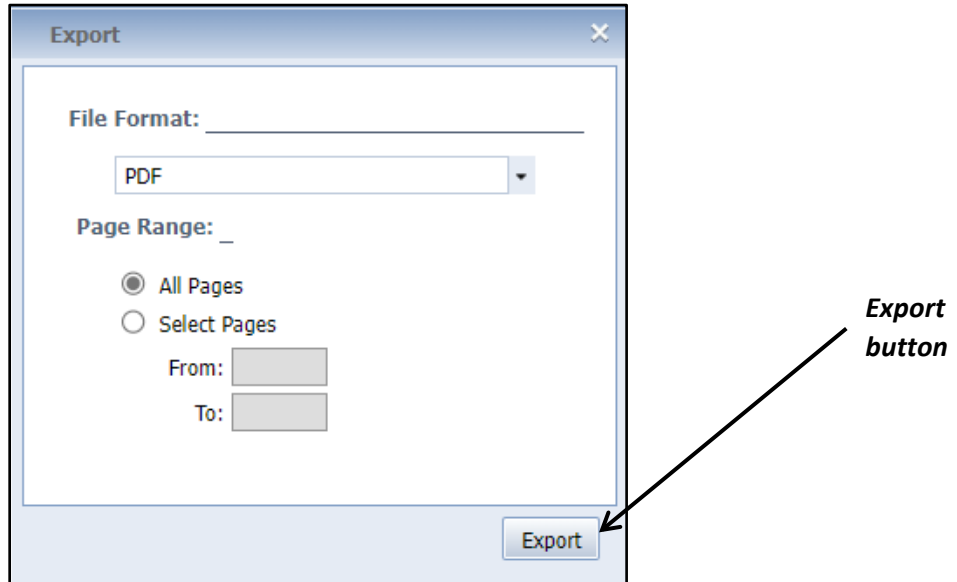 Export
File Format:
PDF
Page Range:
All Pages
Select Pages
From:
To:
Export
Export
button